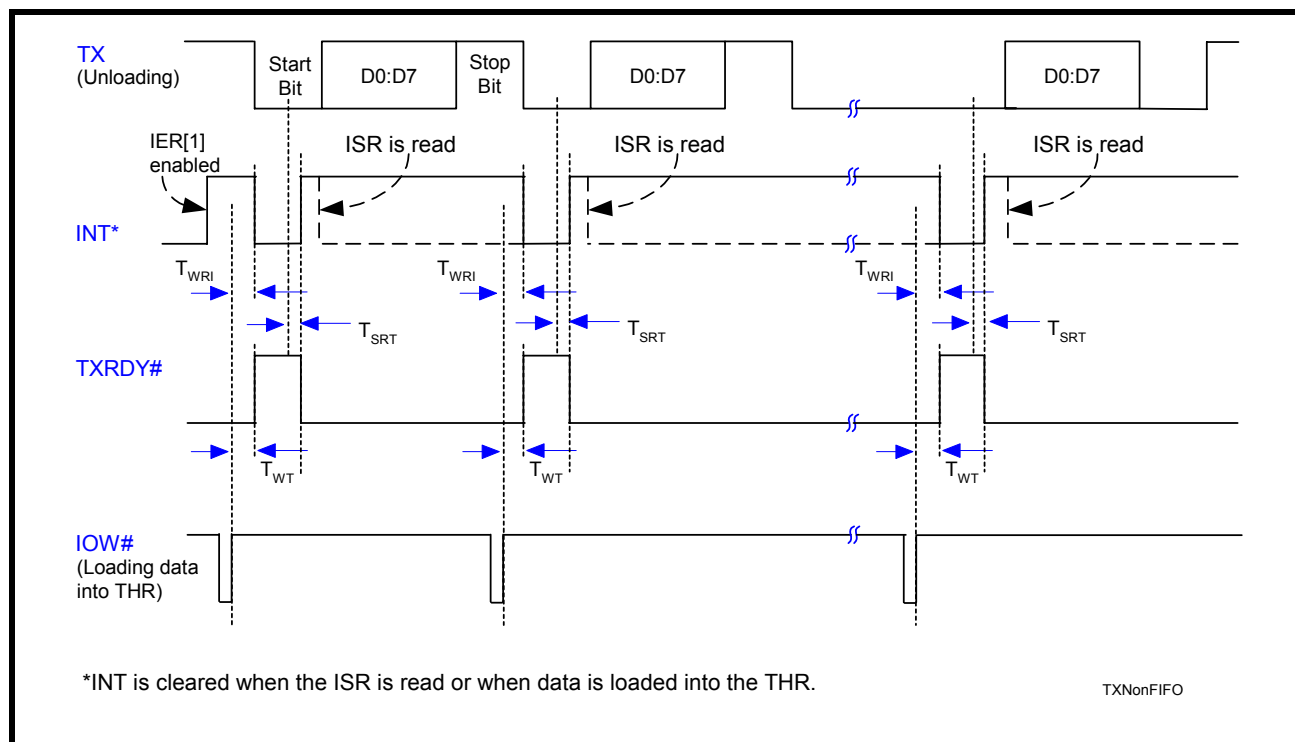 TX
(Unloading)
Start
Bit
D0:D7
Stop
Bit
D0:D7
D0:D7
IER[1]
enabled
ISR is read
ISR is read
ISR is read
INT*
TWRI
TWRI
TWRI
TSRT
TSRT
TSRT
TXRDY#
TWT
TWT
TWT
IOW#
(Loading data
into THR)
*INT is cleared when the ISR is read or when data is loaded into the THR.
TXNonFIFO